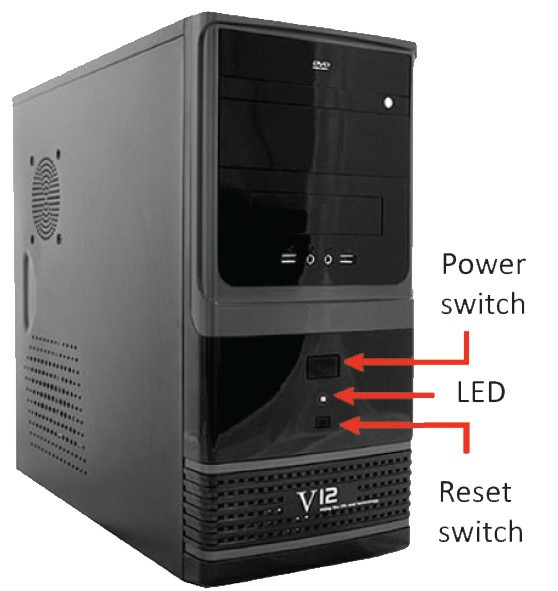 DVD
Power
switch
LED
Reset
switch
V12